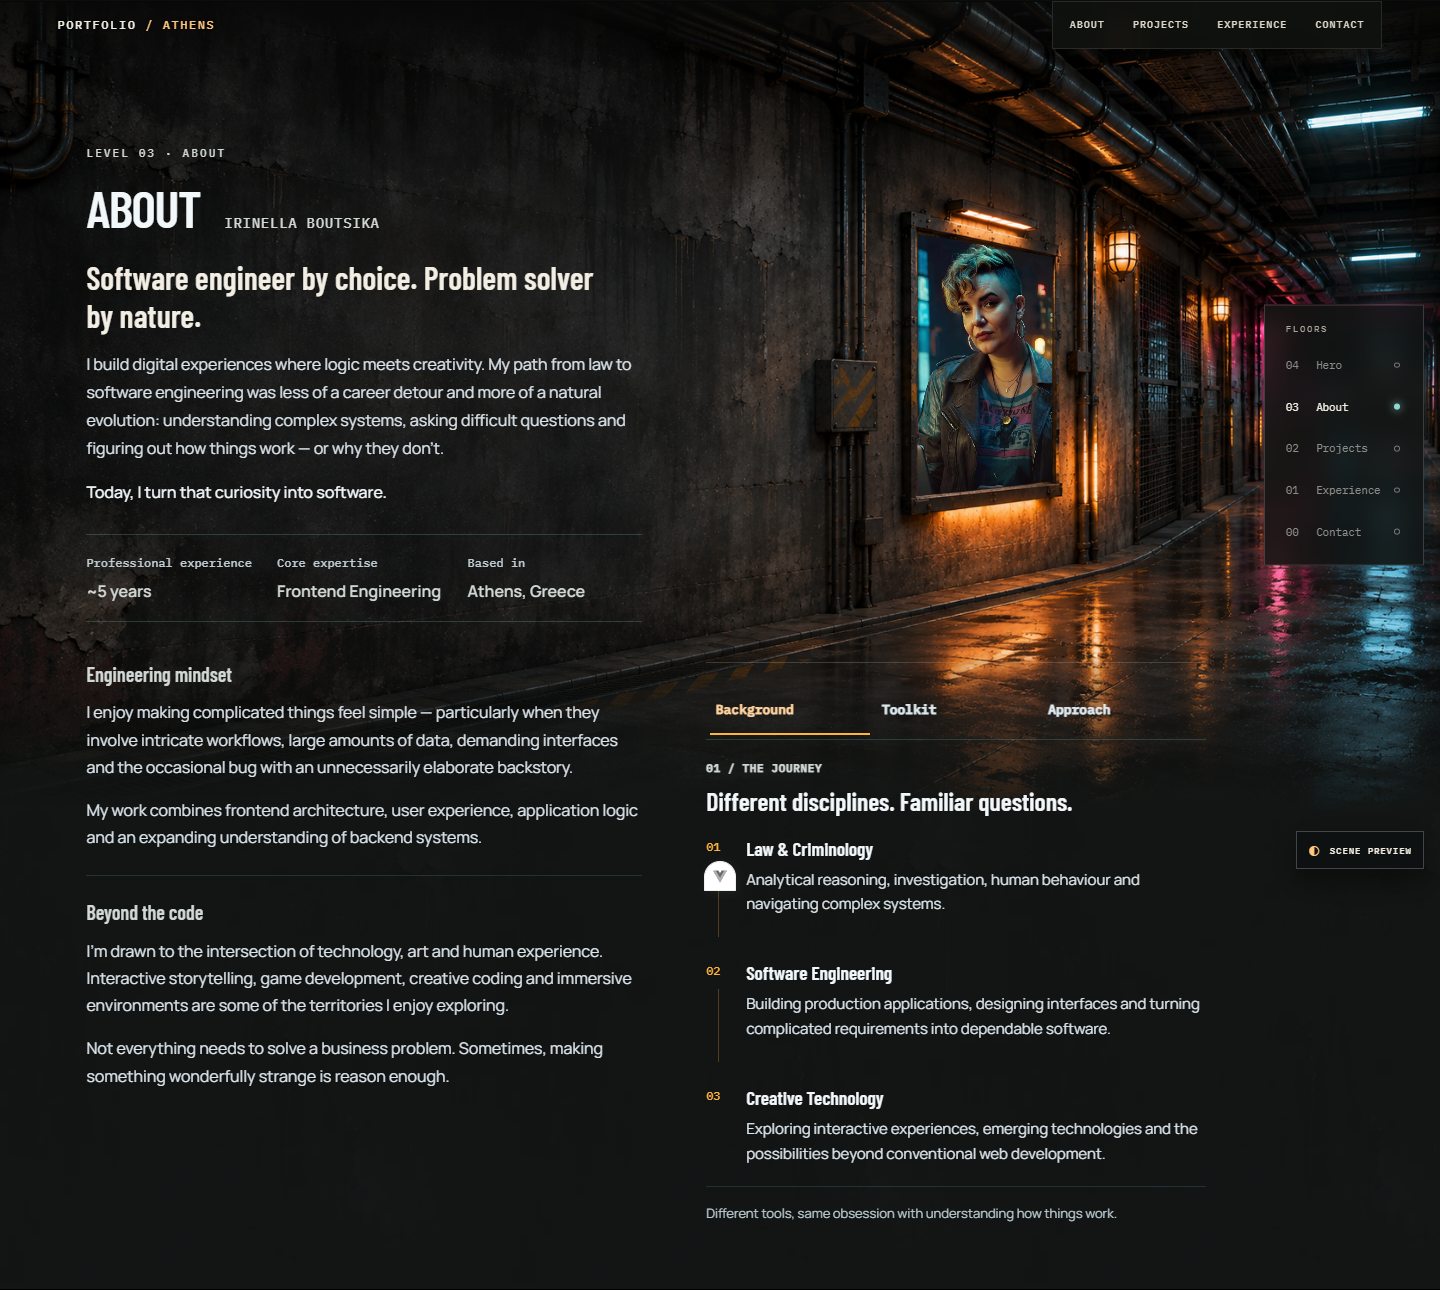 PORTFOLIO / ATHENS
ABOUT PROJECTS EXPERIENCE CONTACT
LEVEL 03 · ABOUT
ABOUT IRINELLA BOUTSIKA
Software engineer by choice. Problem solver
by nature.
I build digital experiences where logic meets creativity. My path from law to
software engineering was less of a career detour and more of a natural
evolution: understanding complex systems, asking difficult questions and
figuring out how things work — or why they don't.
Today, I turn that curiosity into software.
Professional experience Core expertise Based in
~5 years Frontend Engineering Athens, Greece
Engineering mindset
I enjoy making complicated things feel simple — particularly when they
involve intricate workflows, large amounts of data, demanding interfaces
and the occasional bug with an unnecessarily elaborate backstory.
My work combines frontend architecture, user experience, application logic
and an expanding understanding of backend systems.
Beyond the code
I'm drawn to the intersection of technology, art and human experience.
Interactive storytelling, game development, creative coding and immersive
environments are some of the territories I enjoy exploring.
Not everything needs to solve a business problem. Sometimes, making
something wonderfully strange is reason enough.
Background Toolkit Approach
01 / THE JOURNEY
Different disciplines. Familiar questions.
01 Law & Criminology
Analytical reasoning, investigation, human behaviour and
navigating complex systems.
02 Software Engineering
Building production applications, designing interfaces and turning
complicated requirements into dependable software.
03 Creative Technology
Exploring interactive experiences, emerging technologies and the
possibilities beyond conventional web development.
Different tools, same obsession with understanding how things work.
FLOORS
04 Hero
03 About
02 Projects
01 Experience
00 Contact
SCENE PREVIEW